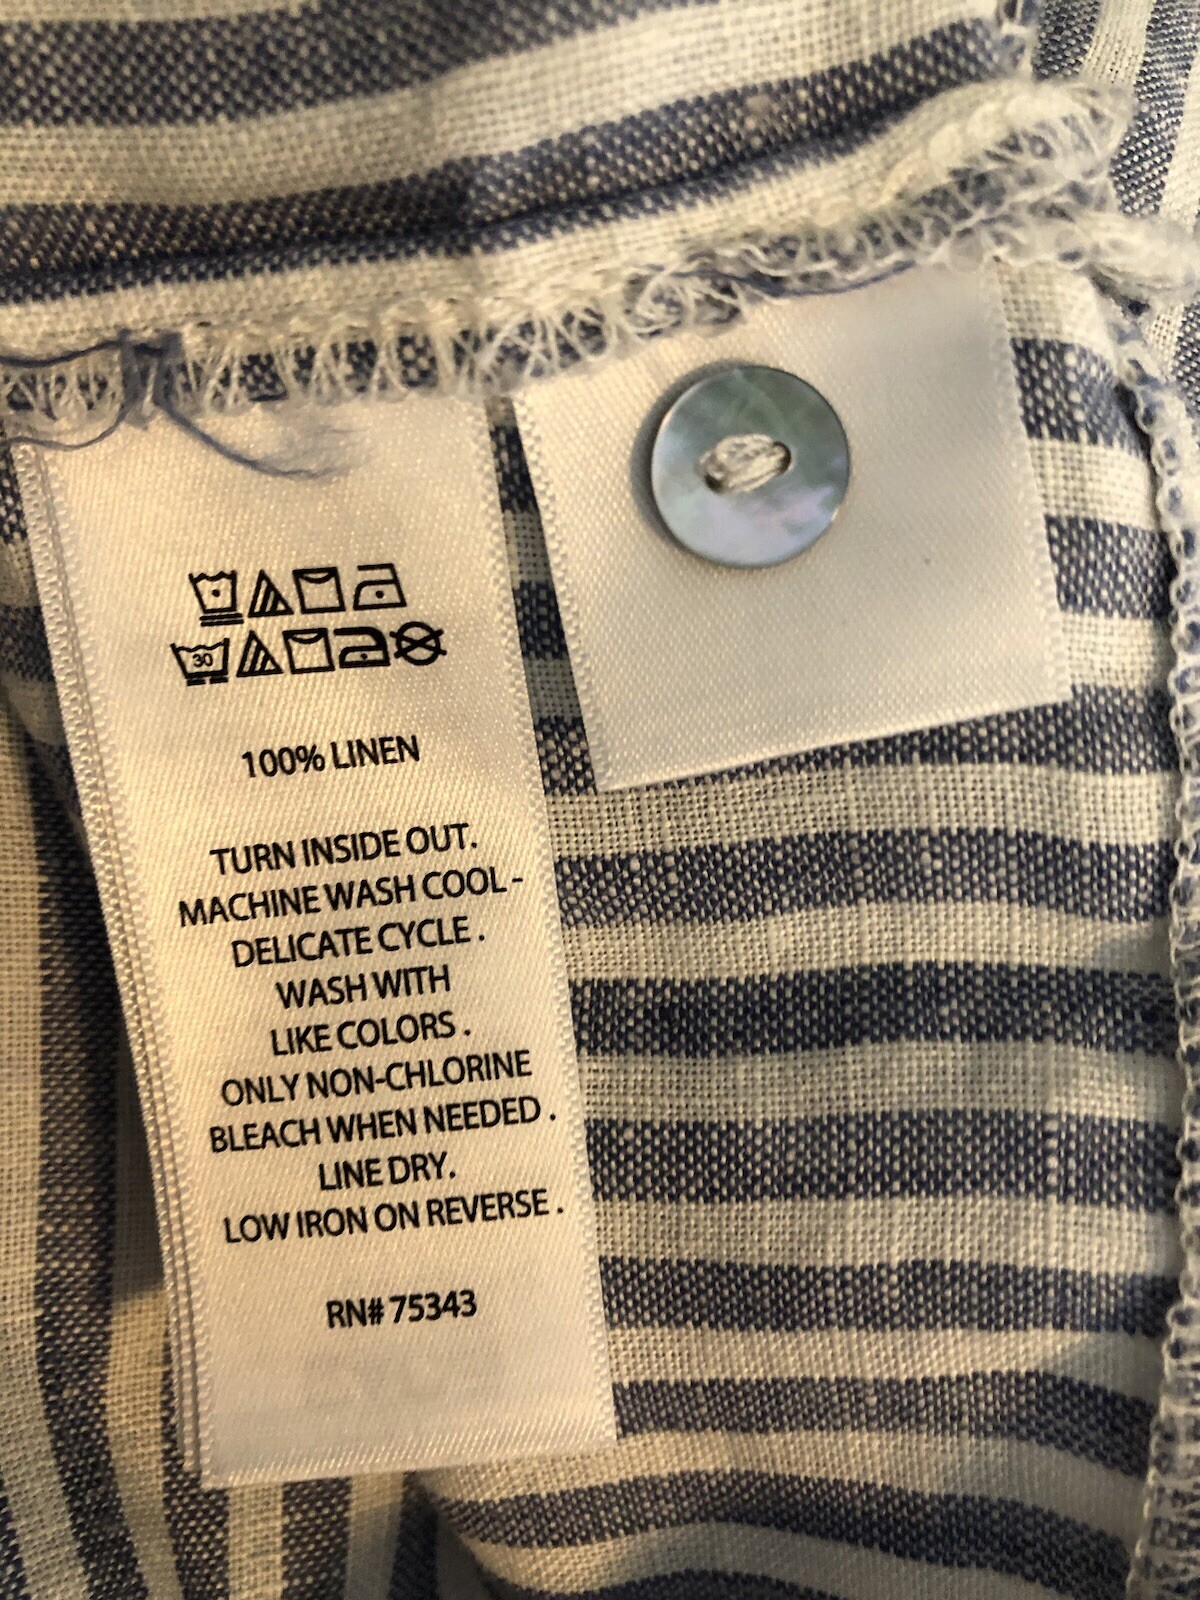 30
100% LINEN
TURN INSIDE OUT.
MACHINE WASH COOL -
DELICATE CYCLE .
WASH WITH
LIKE COLORS .
ONLY NON-CHLORINE
BLEACH WHEN NEEDED .
LINE DRY.
LOW IRON ON REVERSE .
RN# 75343